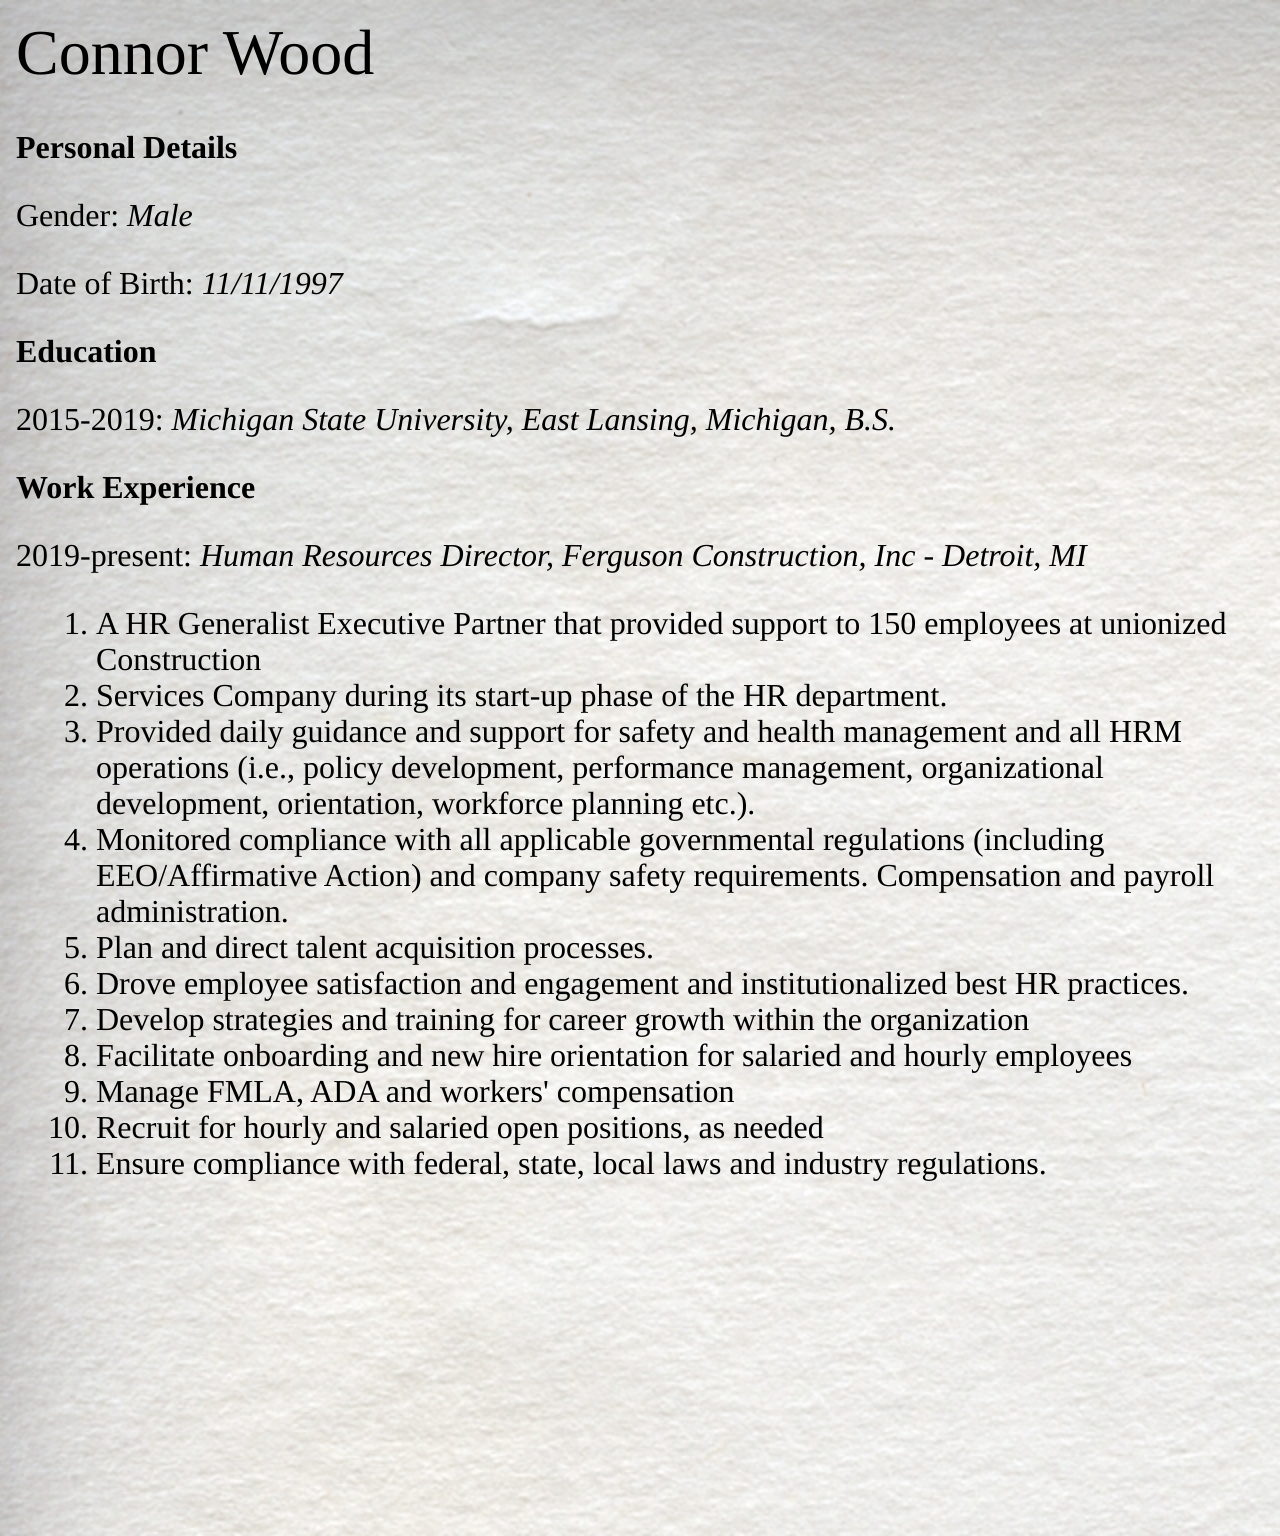 Connor Wood
Personal Details
Gender: Male
Date of Birth: 11/11/1997
Education
2015-2019: Michigan State University, East Lansing, Michigan, B.S.
Work Experience
2019-present: Human Resources Director, Ferguson Construction, Inc - Detroit, MI
1. A HR Generalist Executive Partner that provided support to 150 employees at unionized
Construction
2. Services Company during its start-up phase of the HR department.
3. Provided daily guidance and support for safety and health management and all HRM
operations (i.e., policy development, performance management, organizational
development, orientation, workforce planning etc.).
4. Monitored compliance with all applicable governmental regulations (including
EEO/Affirmative Action) and company safety requirements. Compensation and payroll
administration.
5. Plan and direct talent acquisition processes.
6. Drove employee satisfaction and engagement and institutionalized best HR practices.
7. Develop strategies and training for career growth within the organization
8. Facilitate onboarding and new hire orientation for salaried and hourly employees
9. Manage FMLA, ADA and workers' compensation
10. Recruit for hourly and salaried open positions, as needed
11. Ensure compliance with federal, state, local laws and industry regulations.